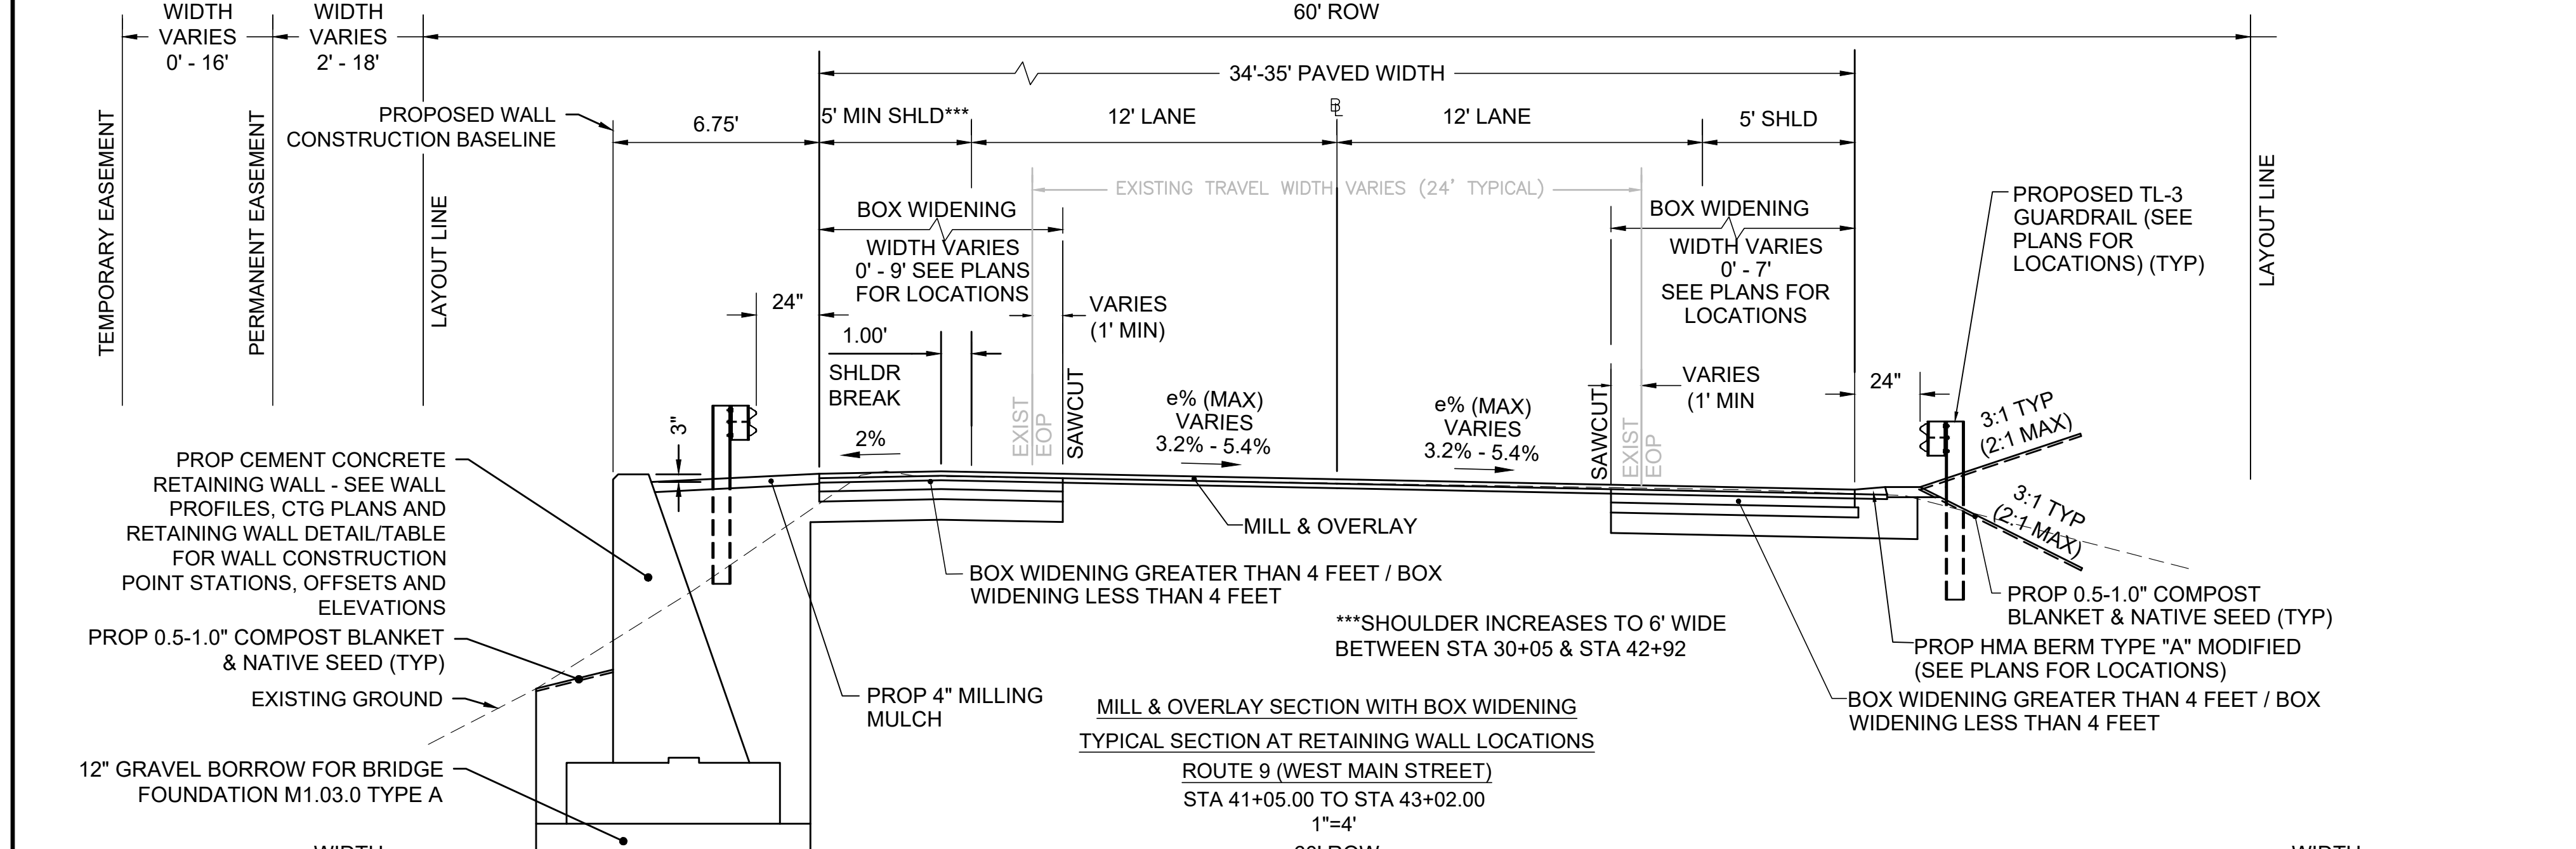 WIDTH
VARIES
0' - 16'
WIDTH
VARIES
2' - 18'
60' ROW
34'-35' PAVED WIDTH
PROPOSED WALL
CONSTRUCTION BASELINE
6.75'
5' MIN SHLD***
12' LANE
BL
12' LANE
5' SHLD
TEMPORARY EASEMENT
PERMANENT EASEMENT
LAYOUT LINE
EXISTING TRAVEL WIDTH VARIES (24' TYPICAL)
BOX WIDENING
WIDTH VARIES
0' - 9' SEE PLANS
FOR LOCATIONS
BOX WIDENING
WIDTH VARIES
0' - 7'
SEE PLANS FOR
LOCATIONS
PROPOSED TL-3
GUARDRAIL (SEE
PLANS FOR
LOCATIONS) (TYP)
LAYOUT LINE
24"
VARIES
(1' MIN)
1.00'
SHLDR
BREAK
EXIST
EOP
SAWCUT
e% (MAX)
VARIES
3.2% - 5.4%
e% (MAX)
VARIES
3.2% - 5.4%
SAWCUT
EXIST
EOP
VARIES
(1' MIN
24"
3:1 TYP
(2:1 MAX)
3"
2%
3:1 TYP
(2:1 MAX)
PROP CEMENT CONCRETE
RETAINING WALL - SEE WALL
PROFILES, CTG PLANS AND
RETAINING WALL DETAIL/TABLE
FOR WALL CONSTRUCTION
POINT STATIONS, OFFSETS AND
ELEVATIONS
MILL & OVERLAY
BOX WIDENING GREATER THAN 4 FEET / BOX
WIDENING LESS THAN 4 FEET
PROP 0.5-1.0" COMPOST
BLANKET & NATIVE SEED (TYP)
***SHOULDER INCREASES TO 6' WIDE
BETWEEN STA 30+05 & STA 42+92
PROP 0.5-1.0" COMPOST BLANKET
& NATIVE SEED (TYP)
PROP HMA BERM TYPE "A" MODIFIED
(SEE PLANS FOR LOCATIONS)
EXISTING GROUND
PROP 4" MILLING
MULCH
BOX WIDENING GREATER THAN 4 FEET / BOX
WIDENING LESS THAN 4 FEET
MILL & OVERLAY SECTION WITH BOX WIDENING
TYPICAL SECTION AT RETAINING WALL LOCATIONS
ROUTE 9 (WEST MAIN STREET)
STA 41+05.00 TO STA 43+02.00
1"=4'
12" GRAVEL BORROW FOR BRIDGE
FOUNDATION M1.03.0 TYPE A
WIDTH
60' ROW
WIDTH